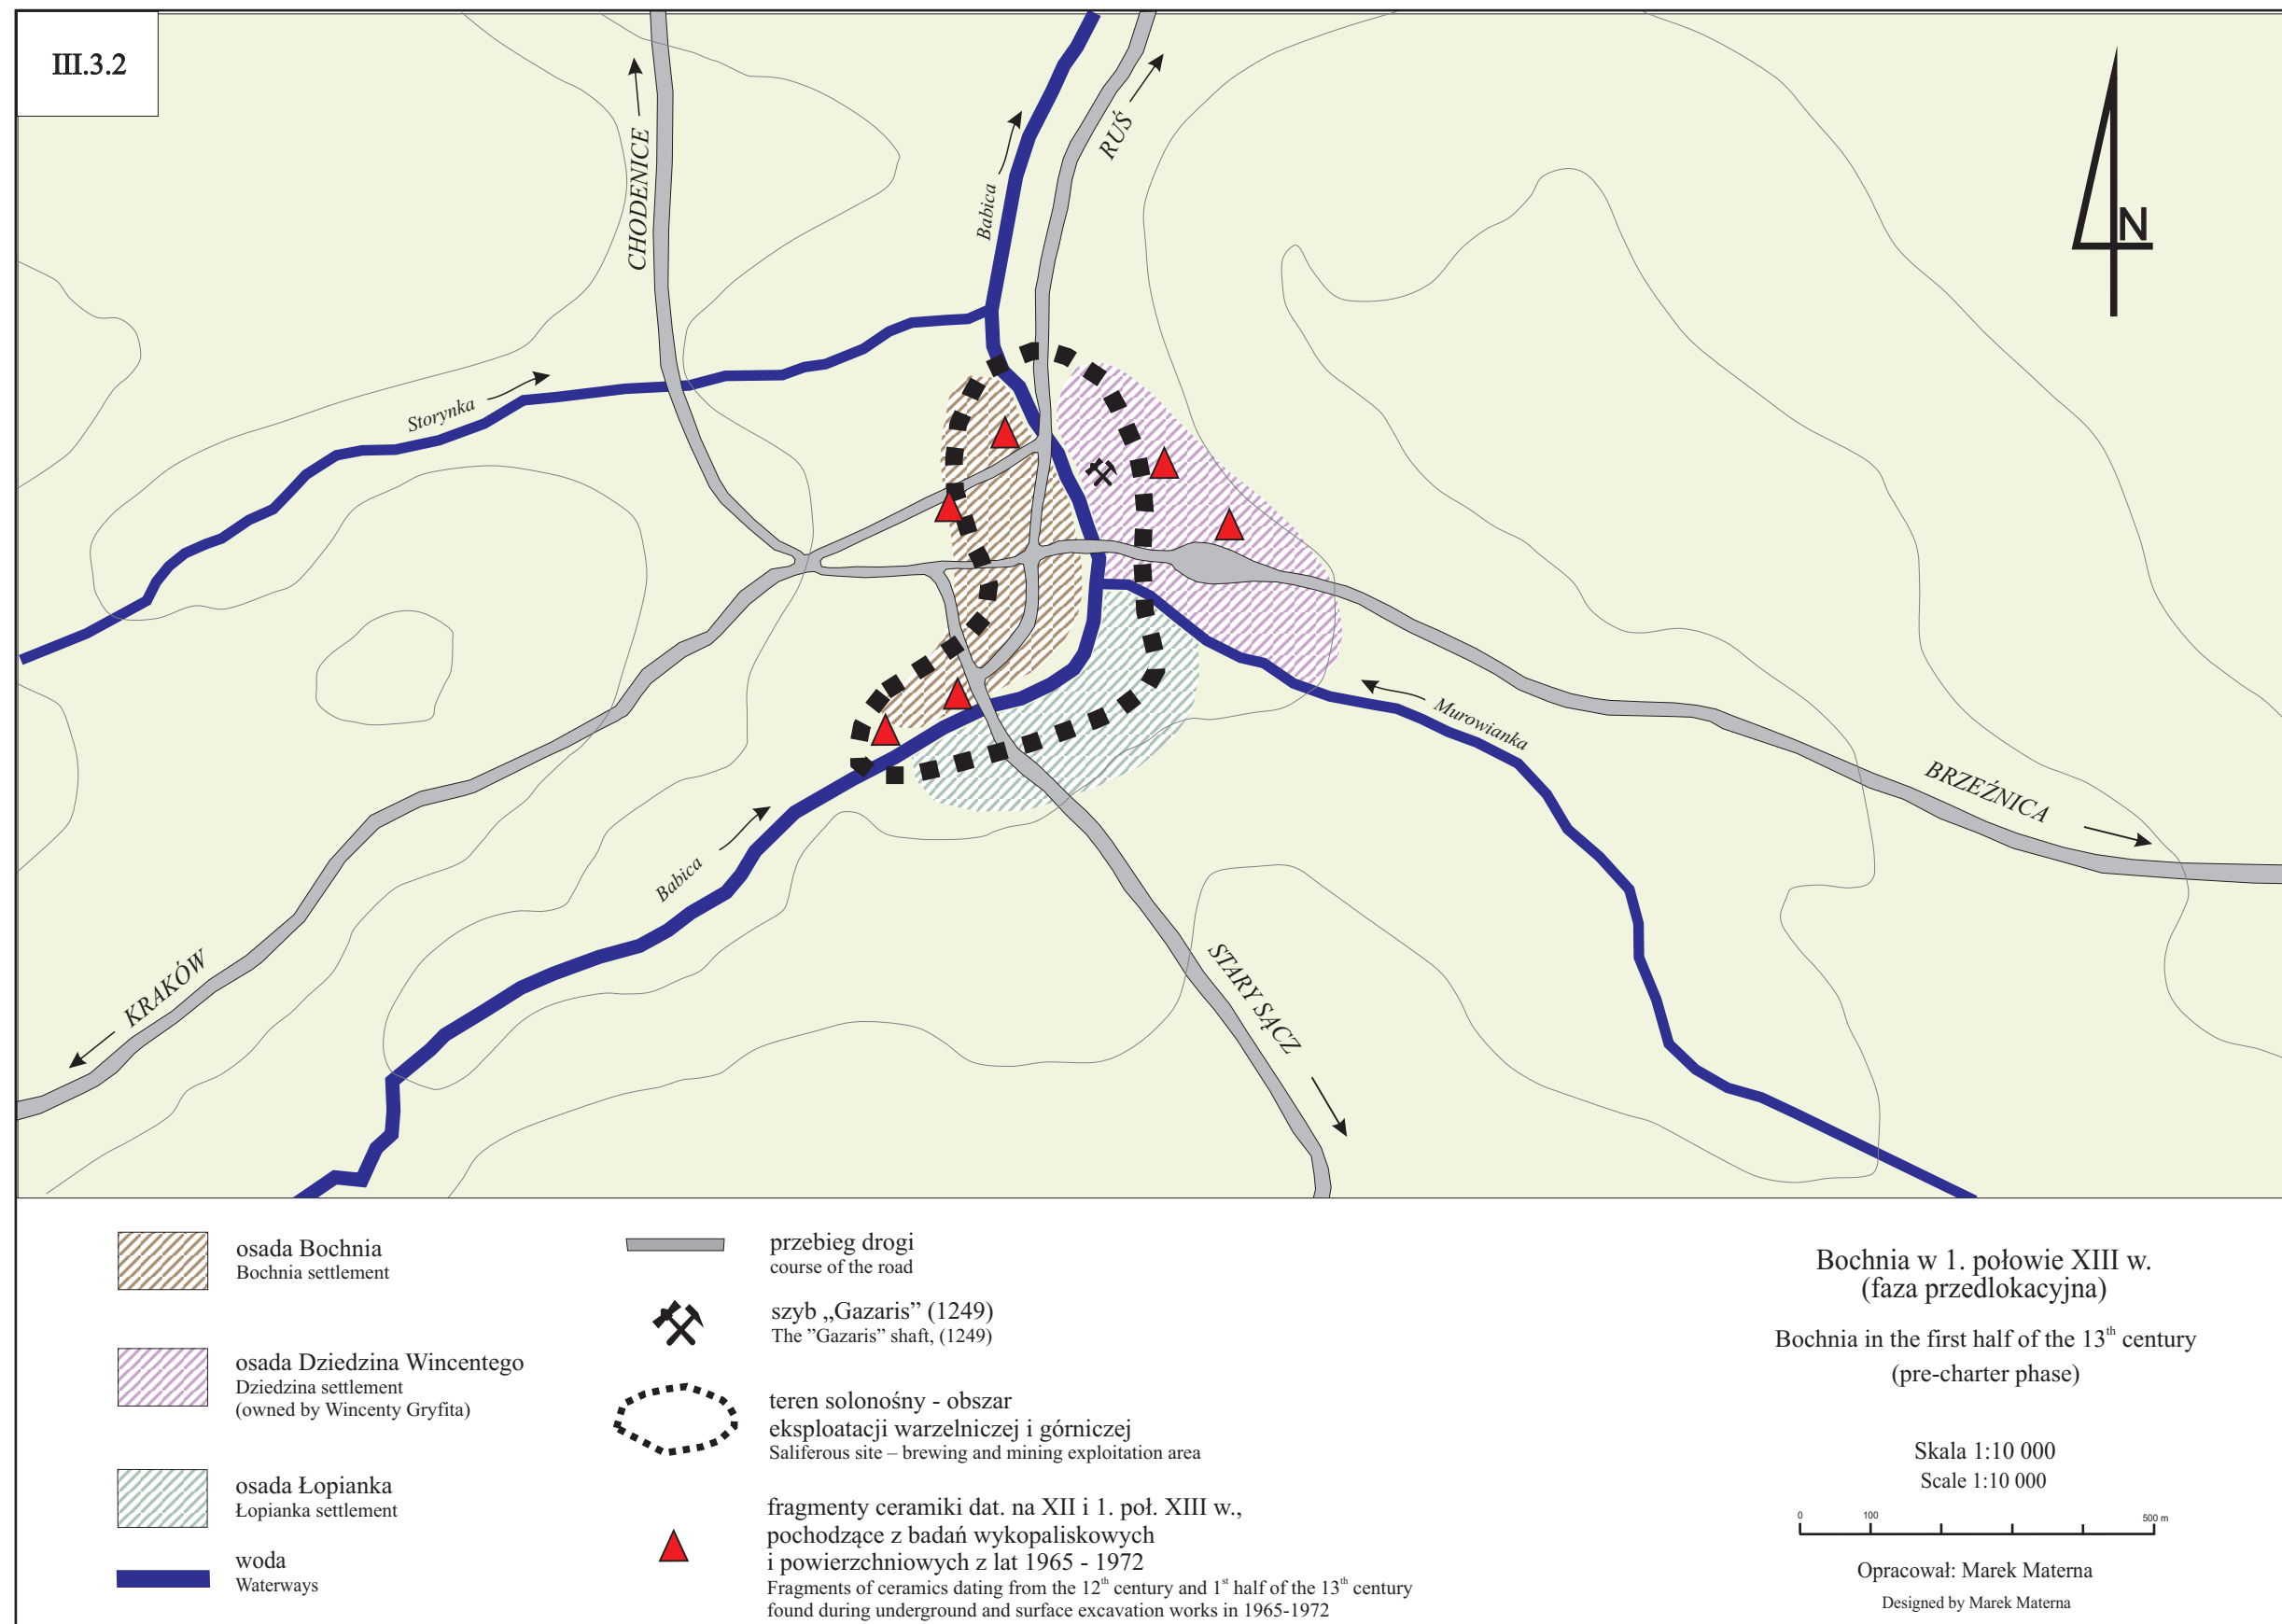 III.3.2
CHODENICE
Babica
RUŚ
N
Storynka
Murowianka
BRZEŹNICA
Babica
KRAKÓW
STARY SĄCZ
osada Bochnia
Bochnia settlement
osada Dziedzina Wincentego
Dziedzina settlement
(owned by Wincenty Gryfita)
osada Łopianka
Łopianka settlement
woda
Waterways
przebieg drogi
course of the road
szyb „Gazaris” (1249)
The ”Gazaris” shaft, (1249)
teren solonośny - obszar
eksploatacji warzelniczej i górniczej
Saliferous site – brewing and mining exploitation area
fragmenty ceramiki dat. na XII i 1. poł. XIII w.,
pochodzące z badań wykopaliskowych
i powierzchniowych z lat 1965 - 1972
Fragments of ceramics dating from the 12th century and 1st half of the 13th century
found during underground and surface excavation works in 1965-1972
Bochnia w 1. połowie XIII w.
(faza przedlokacyjna)
Bochnia in the first half of the 13th century
(pre-charter phase)
Skala 1:10 000
Scale 1:10 000
0 100 500 m
Opracował: Marek Materna
Designed by Marek Materna